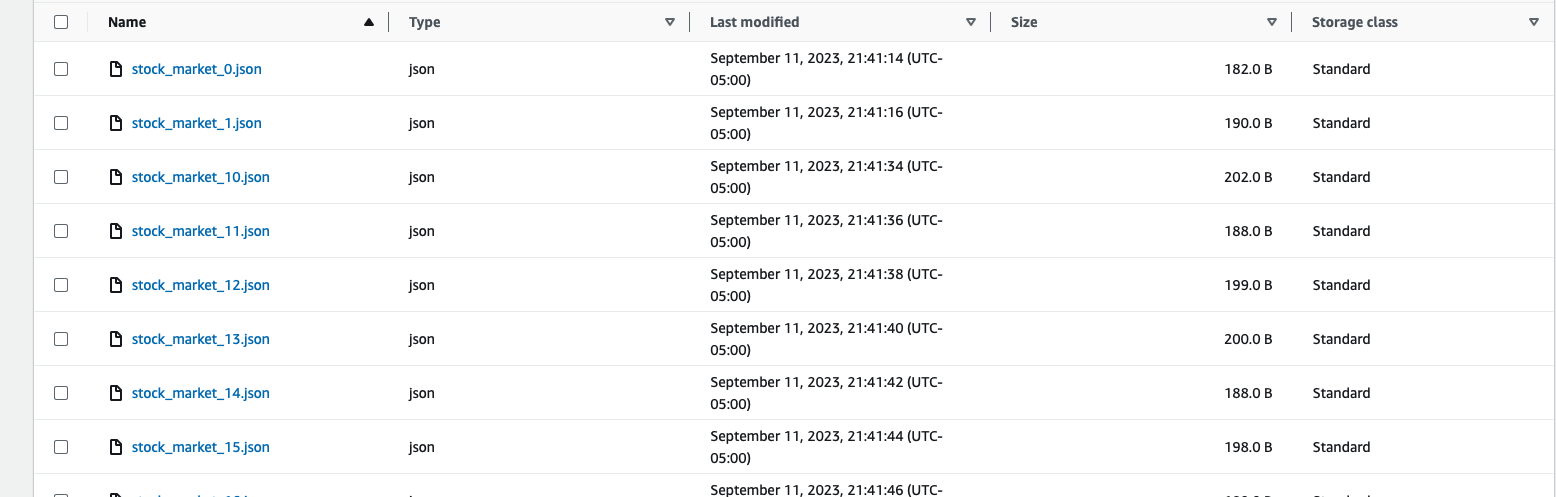 Name Type Last modified Size Storage class
stock_market_0.json json September 11, 2023, 21:41:14 (UTC- 182.0 B Standard
05:00)
stock_market_1.json json September 11, 2023, 21:41:16 (UTC- 190.0 B Standard
05:00)
stock_market_10.json json September 11, 2023, 21:41:34 (UTC- 202.0 B Standard
05:00)
stock_market_11.json json September 11, 2023, 21:41:36 (UTC- 188.0 B Standard
05:00)
stock_market_12.json json September 11, 2023, 21:41:38 (UTC- 199.0 B Standard
05:00)
stock_market_13.json json September 11, 2023, 21:41:40 (UTC- 200.0 B Standard
05:00)
stock_market_14.json json September 11, 2023, 21:41:42 (UTC- 188.0 B Standard
05:00)
stock_market_15.json json September 11, 2023, 21:41:44 (UTC- 198.0 B Standard
05:00)
September 11, 2023, 21:41:46 (UTC-